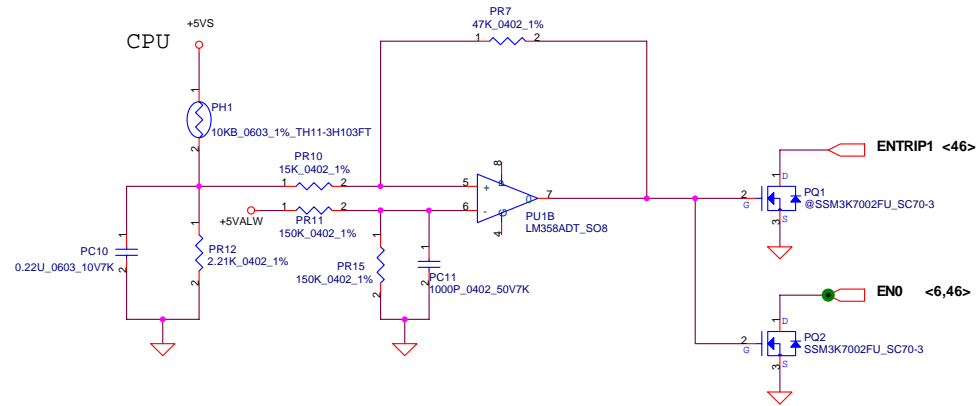 PR7
47K_0402_1%
1 2
+5VS
CPU
1
PH1
10KB_0603_1%_TH11-3H103FT
2
PR10
15K_0402_1%
1 2
+5VALW
1 2
PR11
150K_0402_1%
5
+
6
-
8
P
0
7
G
4
PU1B
LM358ADT_SO8
1
PC10
2
0.22U_0603_10V7K
1
PR12
2.21K_0402_1%
2
1
PR15
150K_0402_1%
2
1
PC11
1000P_0402_50V7K
2
ENTRIP1 <46>
1
D
2
G
PQ1
@SSM3K7002FU_SC70-3
3
S
EN0 <6,46>
1
D
2
G
PQ2
SSM3K7002FU_SC70-3
3
S